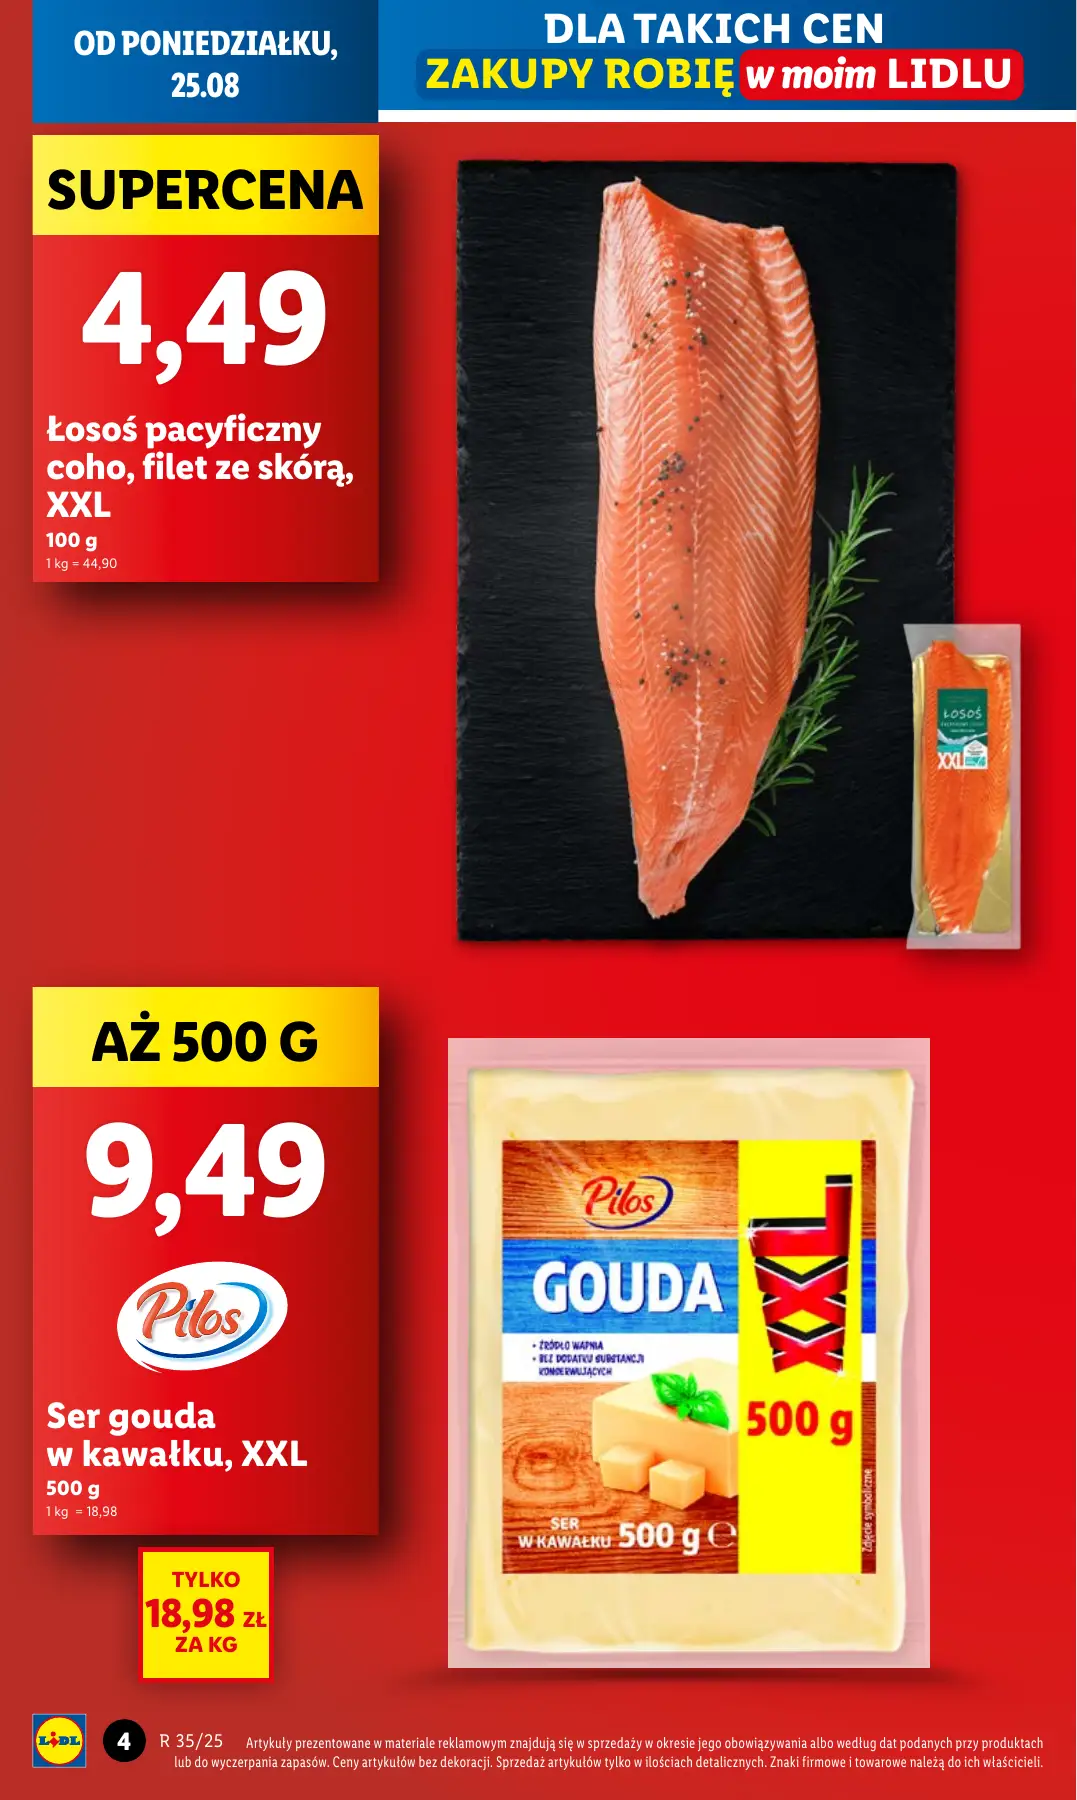 OD PONIEDZIAŁKU,
25.08
DLA TAKICH CEN
ZAKUPY ROBIĘ w moim LIDLU
SUPERCENA
4,49
Łosoś pacyficzny
coho, filet ze skórą,
XXL
100 g
1 kg = 44,90
ŁOSOŚ
XXL
AŻ 500 G
9,49
Pilos
Ser gouda
w kawałku, XXL
500 g
1 kg = 18,98
TYLKO
18,98 ZŁ
ZA KG
Pilos
GOUDA
• ŹRÓDŁO WAPNIA
• BEZ DODATKU SUBSTANCJI
KONSERWUJĄCYCH
SER
W KAWAŁKU 500 g ℮
XXL
500 g
Zdjęcie symboliczne
LIDL
4
R 35/25
Artykuły prezentowane w materiale reklamowym znajdują się w sprzedaży w okresie jego obowiązywania albo według dat podanych przy produktach
lub do wyczerpania zapasów. Ceny artykułów bez dekoracji. Sprzedaż artykułów tylko w ilościach detalicznych. Znaki firmowe i towarowe należą do ich właścicieli.